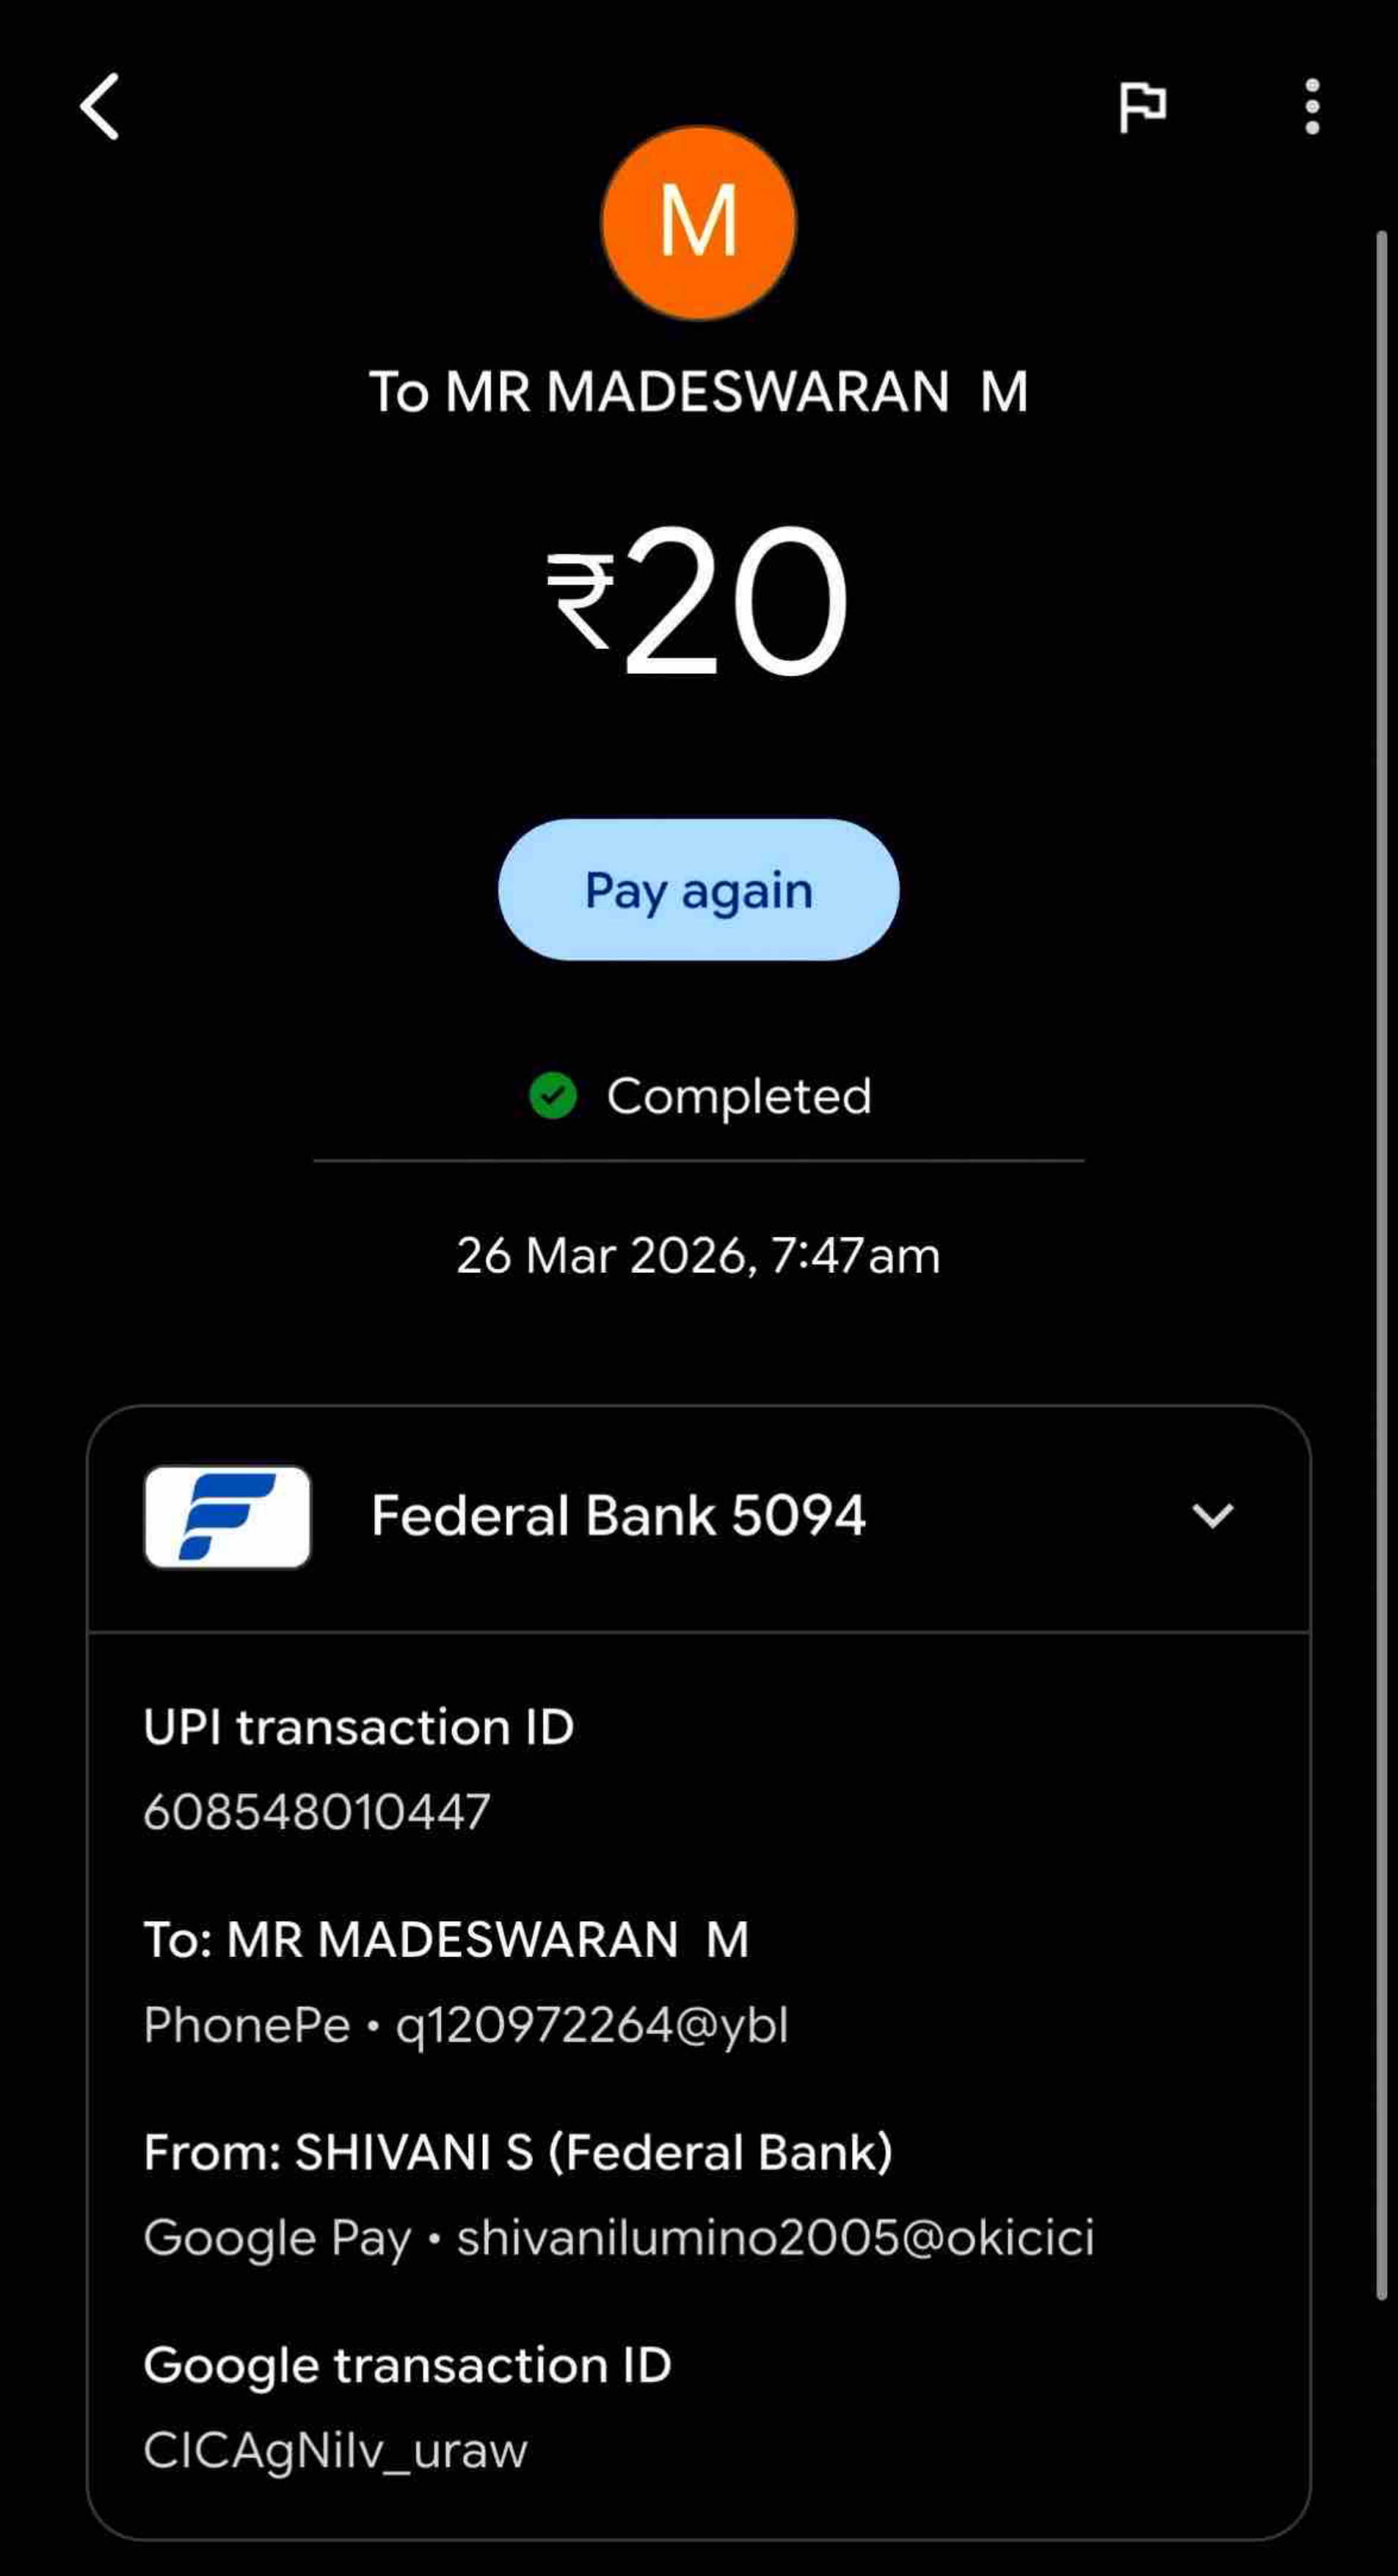 M
To MR MADESWARAN M
₹20
Pay again
Completed
26 Mar 2026, 7:47am
Federal Bank 5094
UPI transaction ID
608548010447
To: MR MADESWARAN M
PhonePe • q120972264@ybl
From: SHIVANI S (Federal Bank)
Google Pay • shivanilumino2005@okicici
Google transaction ID
CICAgNilv_uraw